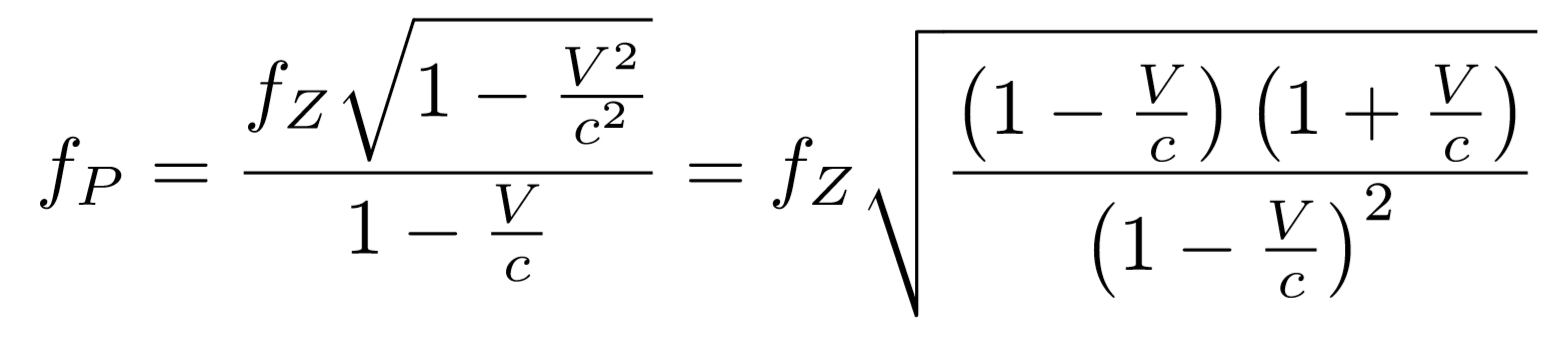 f_P = \frac{f_Z \sqrt{1 - \frac{V^2}{c^2}}}{1 - \frac{V}{c}} = f_Z \sqrt{\frac{\left(1 - \frac{V}{c}\right)\left(1 + \frac{V}{c}\right)}{\left(1 - \frac{V}{c}\right)^2}}